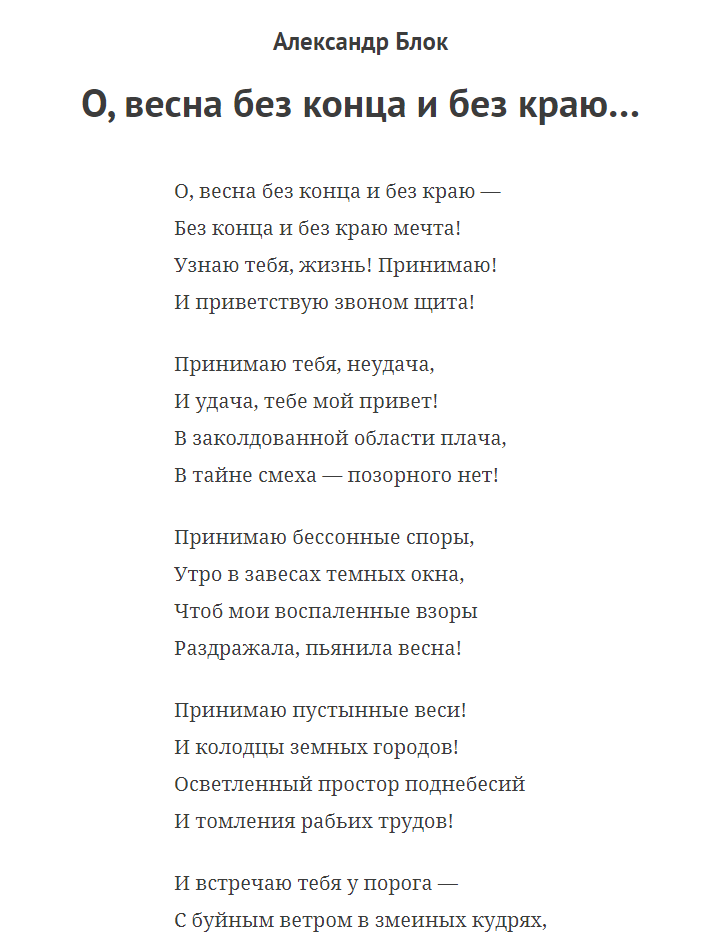 Александр Блок
О, весна без конца и без краю...
О, весна без конца и без краю —
Без конца и без краю мечта!
Узнаю тебя, жизнь! Принимаю!
И приветствую звоном щита!
Принимаю тебя, неудача,
И удача, тебе мой привет!
В заколдованной области плача,
В тайне смеха — позорного нет!
Принимаю бессонные споры,
Утро в завесах темных окна,
Чтоб мои воспаленные взоры
Раздражала, пьянила весна!
Принимаю пустынные веси!
И колодцы земных городов!
Осветленный простор поднебесий
И томления рабьих трудов!
И встречаю тебя у порога —
С буйным ветром в змеиных кудрях,